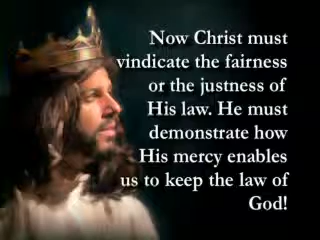 Now Christ must
vindicate the fairness
or the justness of
His law. He must
demonstrate how
His mercy enables
us to keep the law of
God!